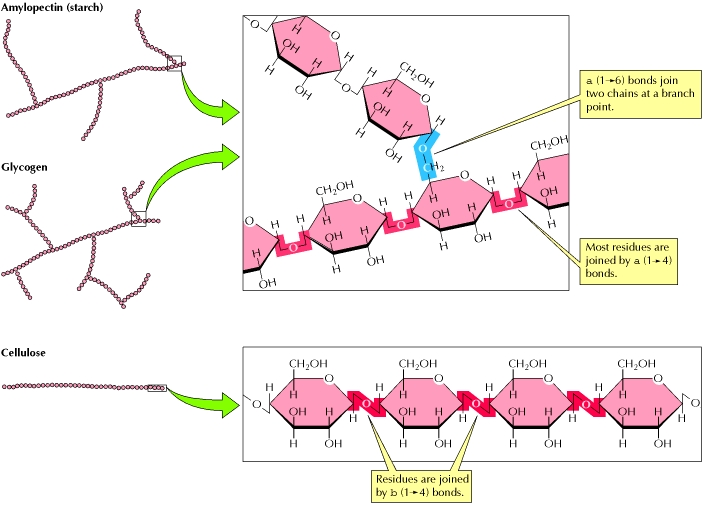 Amylopectin (starch)
a (1→6) bonds join
two chains at a branch
point.
Glycogen
Most residues are
joined by a (1→4)
bonds.
O
H
OH
H
OH
O
H
O
H
CH₂OH
O
H
OH
H
OH
H
O
CH₂
H
O
H
OH
H
O
H
CH₂OH
H
O
H
OH
H
OH
H
O
H
H
O
H
OH
H
OH
H
O
H
CH₂OH
H
OH
H
Cellulose
O
H
CH₂OH
O
OH
H
H
OH
H
O
H
CH₂OH
O
OH
H
H
OH
H
O
H
CH₂OH
O
OH
H
H
OH
H
O
H
CH₂OH
O
OH
H
H
OH
H
O
Residues are joined
by b (1→4) bonds.